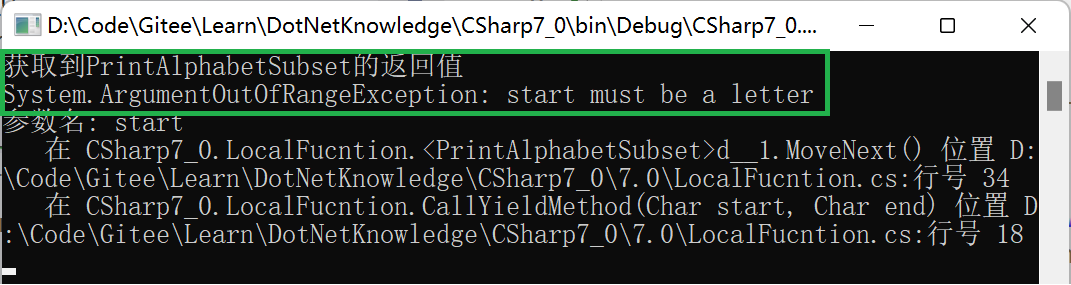 D:\Code\Gitee\Learn\DotNetKnowledge\CSharp7_0\bin\Debug\CSharp7_0....
获取到PrintAlphabetSubset的返回值
System.ArgumentOutOfRangeException: start must be a letter
参数名: start
   在 CSharp7_0.LocalFucntion.<PrintAlphabetSubset>d__1.MoveNext() 位置 D:
\Code\Gitee\Learn\DotNetKnowledge\CSharp7_0\7.0\LocalFucntion.cs:行号 34
   在 CSharp7_0.LocalFucntion.CallYieldMethod(Char start, Char end) 位置 D
:\Code\Gitee\Learn\DotNetKnowledge\CSharp7_0\7.0\LocalFucntion.cs:行号 18